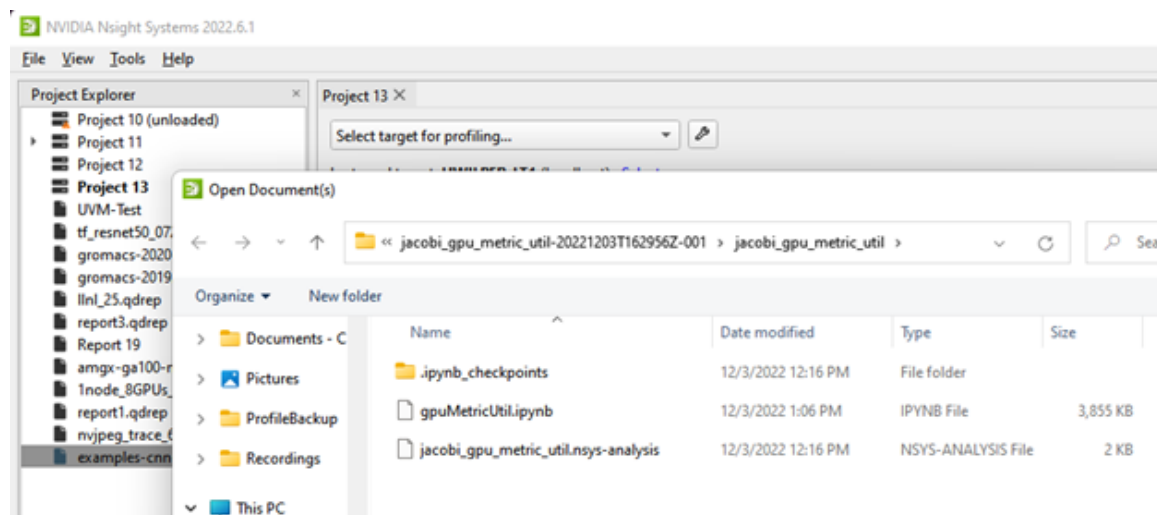 NVIDIA Nsight Systems 2022.6.1
File View Tools Help
Project Explorer ×
Project 13 ×
Project 10 (unloaded)
Project 11
Project 12
Project 13
UVM-Test
tf_resnet50_07
gromacs-2020
gromacs-2019
llnl_25.qdrep
report3.qdrep
Report 19
amgx-ga100-r
1node_8GPUs_
report1.qdrep
nvjpeg_trace_6
examples-cnn
Select target for profiling...
Open Document(s)
« jacobi_gpu_metric_util-20221203T162956Z-001 › jacobi_gpu_metric_util ›
Sea
Organize New folder
Documents - C
Pictures
ProfileBackup
Recordings
This PC
Name Date modified Type Size
.ipynb_checkpoints 12/3/2022 12:16 PM File folder
gpuMetricUtil.ipynb 12/3/2022 1:06 PM IPYNB File 3,855 KB
jacobi_gpu_metric_util.nsys-analysis 12/3/2022 12:16 PM NSYS-ANALYSIS File 2 KB